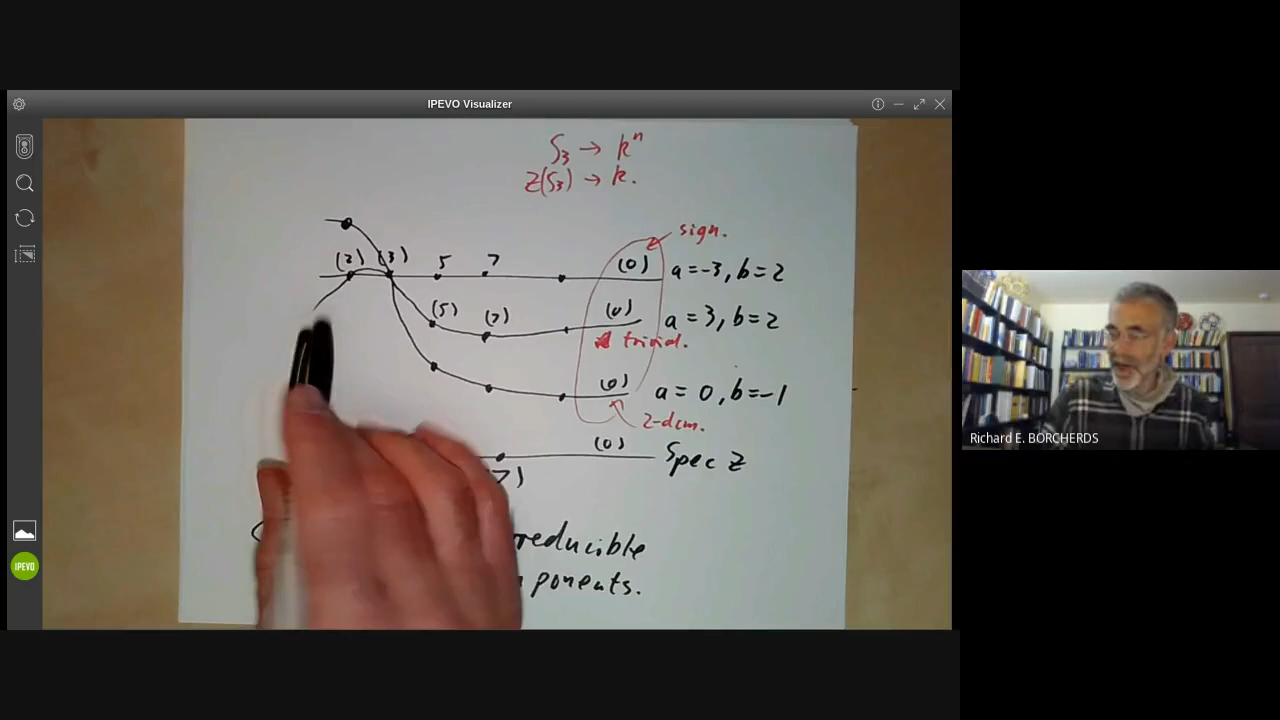 IPEVO Visualizer
S₃ → kⁿ
Z(S₃) → k.
sign.
(2) (3) 5 7 (0) a=-3, b=2
(5) (7) (0) a=3, b=2
trivial.
(0) a=0, b=-1
2-dim.
(0) Spec Z
7)
reducible
ponents.
Richard E. BORCHERDS
IPEVO